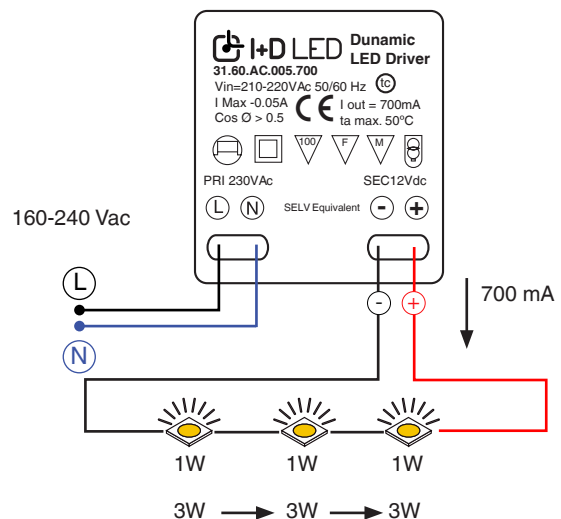 I+D LED Dunamic
LED Driver
31.60.AC.005.700
Vin=210-220VAc 50/60 Hz tc
I Max -0.05A CE I out = 700mA
Cos Ø > 0.5 ta max. 50ºC
100 F M
PRI 230VAc SEC12Vdc
L N SELV Equivalent - +
160-240 Vac
L
- + 700 mA
N
1W 1W 1W
3W 3W 3W